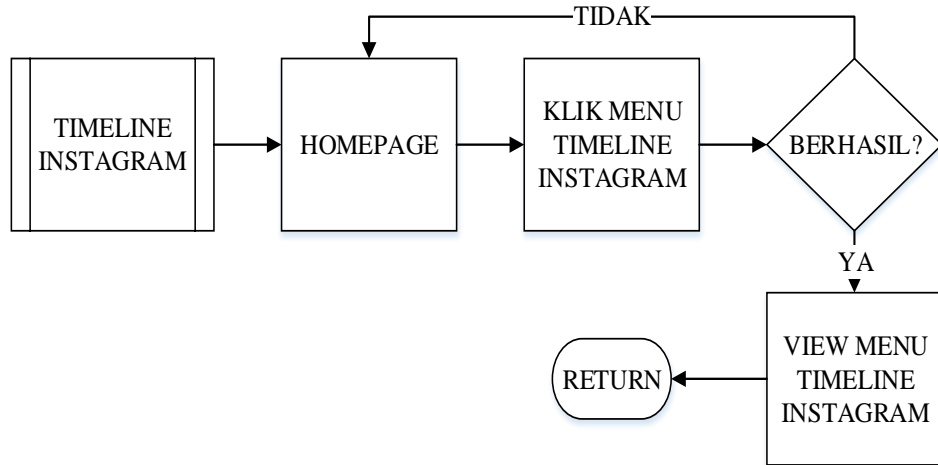 TIDAK
TIMELINE
INSTAGRAM
HOMEPAGE
KLIK MENU
TIMELINE
INSTAGRAM
BERHASIL?
YA
VIEW MENU
TIMELINE
INSTAGRAM
RETURN